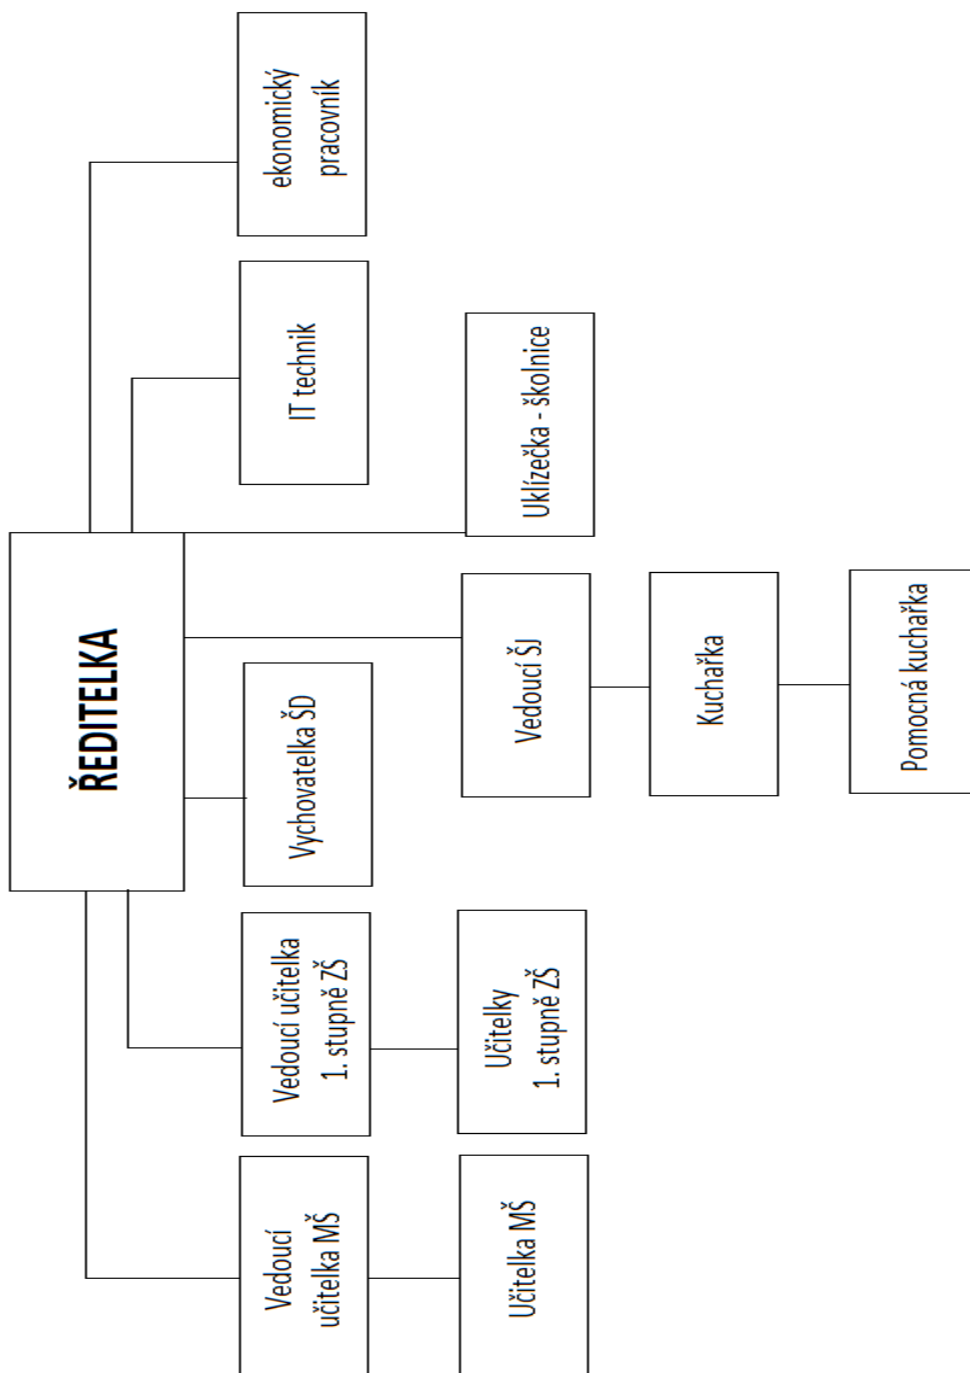 ŘEDITELKA
Vedoucí
učitelka MŠ
Vedoucí učitelka
1. stupně ZŠ
Vychovatelka ŠD
IT technik
ekonomický
pracovník
Učitelka MŠ
Učitelky
1. stupně ZŠ
Vedoucí ŠJ
Uklízečka - školnice
Kuchařka
Pomocná kuchařka